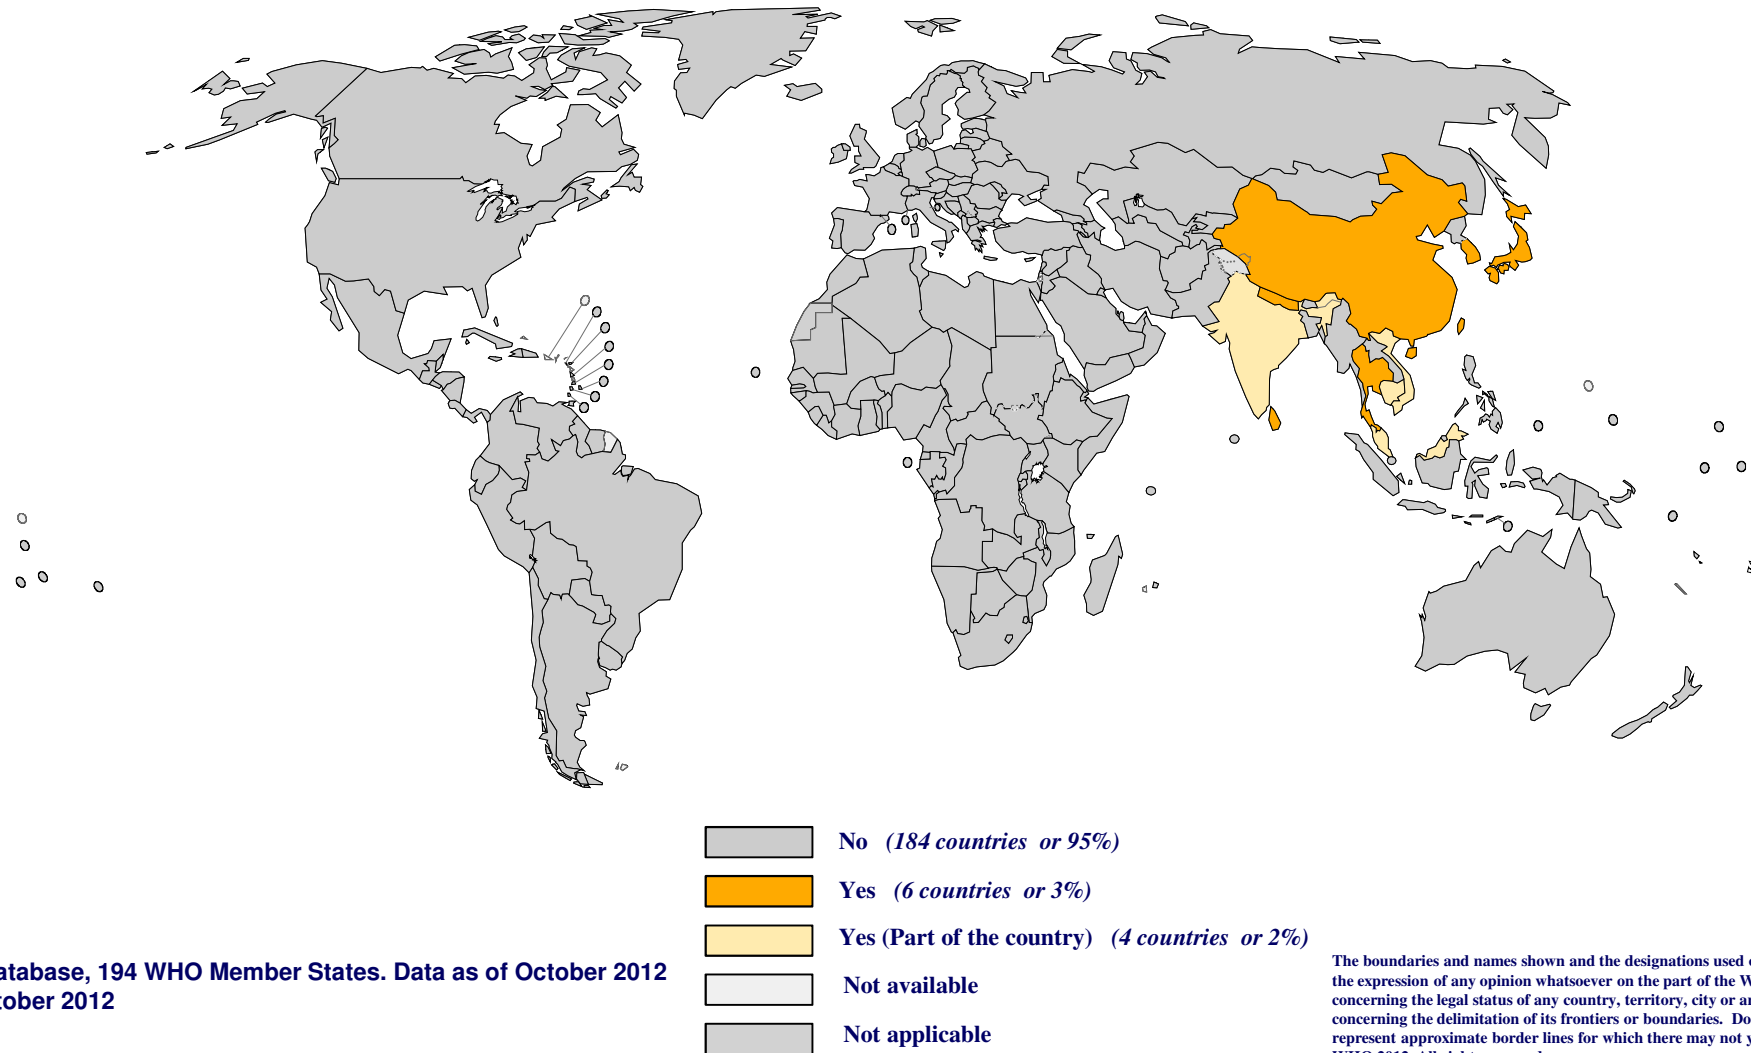 No (184 countries or 95%)
Yes (6 countries or 3%)
Yes (Part of the country) (4 countries or 2%)
Not available
Not applicable
atabase, 194 WHO Member States. Data as of October 2012
tober 2012
The boundaries and names shown and the designations used
the expression of any opinion whatsoever on the part of the W
concerning the legal status of any country, territory, city or
concerning the delimitation of its frontiers or boundaries. Do
represent approximate border lines for which there may not